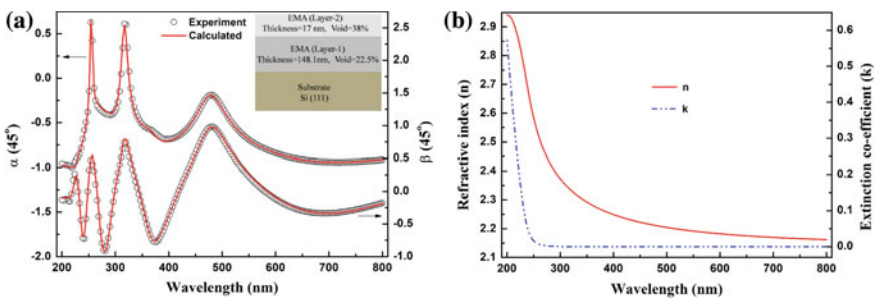 (a)
Experiment
Calculated
EMA (Layer-2)
Thickness=17 nm, Void=38%
EMA (Layer-1)
Thickness=148.1nm, Void=22.5%
Substrate
Si (111)
α (45°)
0.5
0.0
-0.5
-1.0
-1.5
-2.0
2.5
2.0
1.5
1.0
0.5
0.0
-0.5
-1.0
β (45°)
200 300 400 500 600 700 800
Wavelength (nm)
(b)
n
k
Refractive index (n)
2.9
2.8
2.7
2.6
2.5
2.4
2.3
2.2
2.1
0.6
0.5
0.4
0.3
0.2
0.1
0.0
Extinction co-efficient (k)
200 300 400 500 600 700 800
Wavelength (nm)